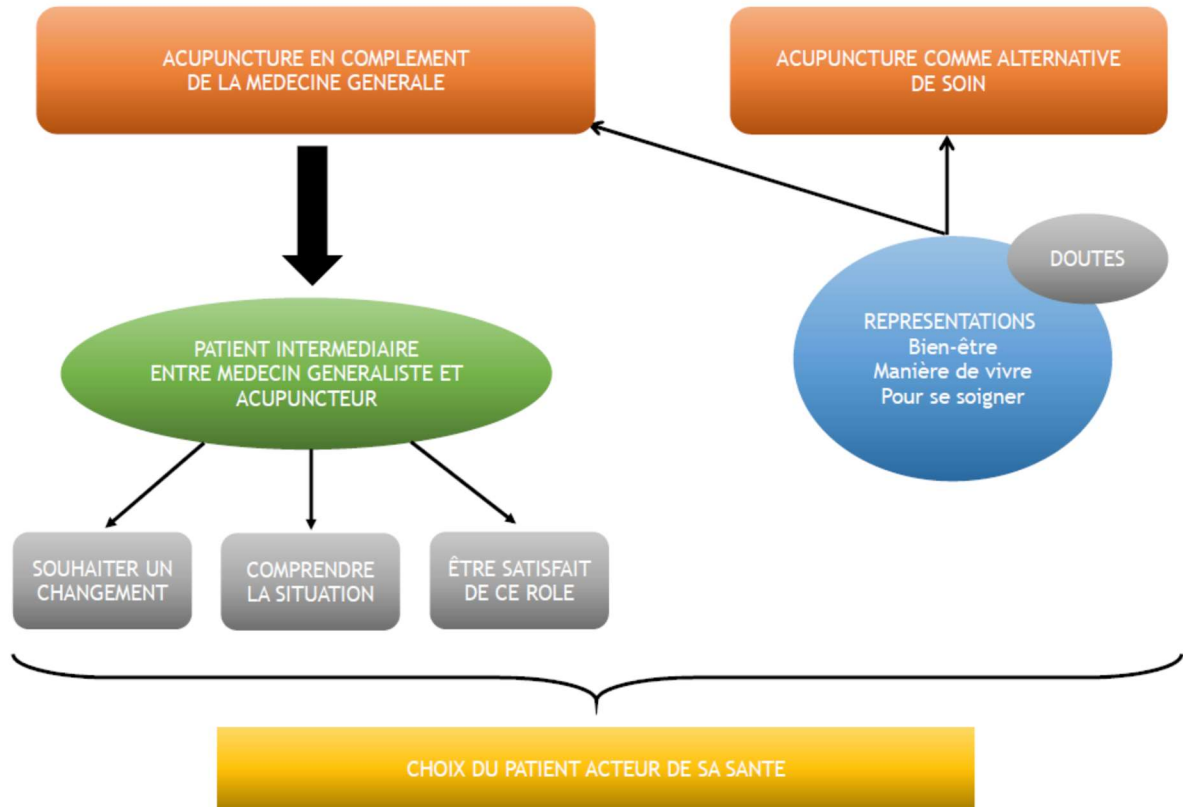 ACUPUNCTURE EN COMPLEMENT
DE LA MEDECINE GENERALE
ACUPUNCTURE COMME ALTERNATIVE
DE SOIN
DOUTES
REPRESENTATIONS
Bien-être
Manière de vivre
Pour se soigner
PATIENT INTERMEDIAIRE
ENTRE MEDECIN GENERALISTE ET
ACUPUNCTEUR
SOUHAITER UN
CHANGEMENT
COMPRENDRE
LA SITUATION
ÊTRE SATISFAIT
DE CE ROLE
CHOIX DU PATIENT ACTEUR DE SA SANTE